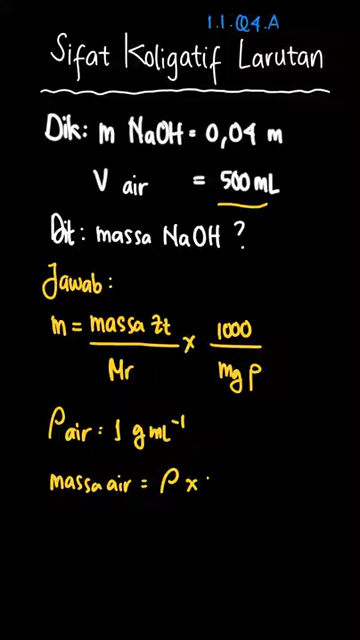 1.1.Q4.A
Sifat Koligatif Larutan
Dik: m NaOH = 0,04 m
V air = 500 mL
Dit: massa NaOH ?
Jawab:
m = massa zt / Mr × 1000 / mg p
ρ air = 1 g mL⁻¹
massa air = ρ x